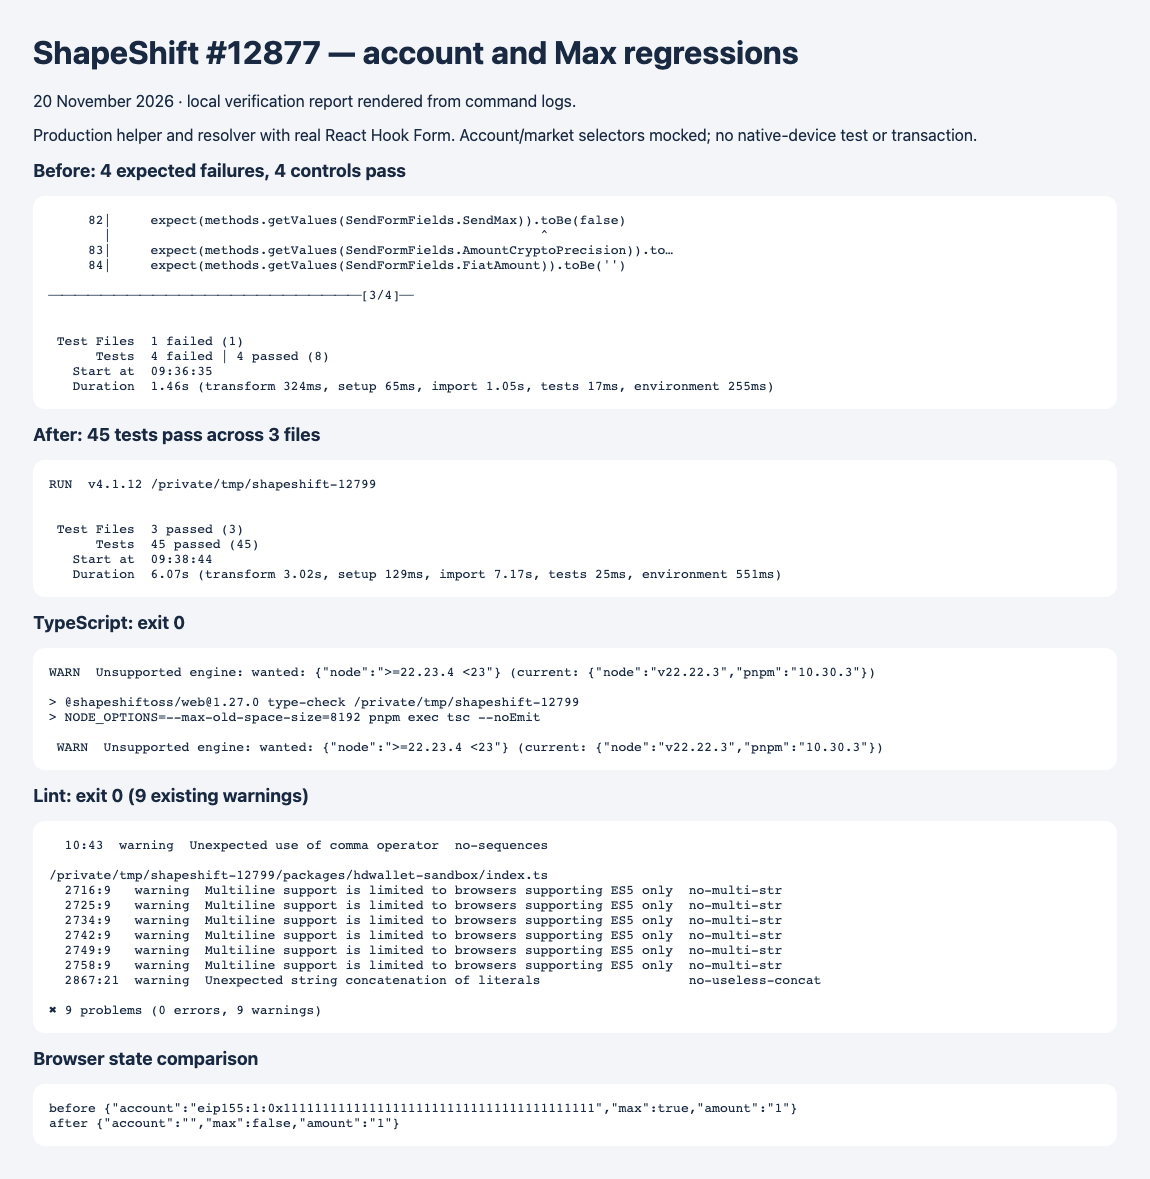 ShapeShift #12877 — account and Max regressions
20 November 2026 · local verification report rendered from command logs.
Production helper and resolver with real React Hook Form. Account/market selectors mocked; no native-device test or transaction.
Before: 4 expected failures, 4 controls pass
82|     expect(methods.getValues(SendFormFields.SendMax)).toBe(false)
|                                                       ^
83|     expect(methods.getValues(SendFormFields.AmountCryptoPrecision)).to…
84|     expect(methods.getValues(SendFormFields.FiatAmount)).toBe('')
⎯⎯⎯⎯⎯⎯⎯⎯⎯⎯⎯⎯⎯⎯⎯⎯⎯⎯⎯⎯⎯⎯⎯⎯[3/4]⎯
Test Files  1 failed (1)
Tests  4 failed | 4 passed (8)
Start at  09:36:35
Duration  1.46s (transform 324ms, setup 65ms, import 1.05s, tests 17ms, environment 255ms)
After: 45 tests pass across 3 files
RUN  v4.1.12 /private/tmp/shapeshift-12799
Test Files  3 passed (3)
Tests  45 passed (45)
Start at  09:38:44
Duration  6.07s (transform 3.02s, setup 129ms, import 7.17s, tests 25ms, environment 551ms)
TypeScript: exit 0
WARN  Unsupported engine: wanted: {"node":">=22.23.4 <23"} (current: {"node":"v22.22.3","pnpm":"10.30.3"})
> @shapeshiftoss/web@1.27.0 type-check /private/tmp/shapeshift-12799
> NODE_OPTIONS=--max-old-space-size=8192 pnpm exec tsc --noEmit
WARN  Unsupported engine: wanted: {"node":">=22.23.4 <23"} (current: {"node":"v22.22.3","pnpm":"10.30.3"})
Lint: exit 0 (9 existing warnings)
10:43  warning  Unexpected use of comma operator  no-sequences
/private/tmp/shapeshift-12799/packages/hdwallet-sandbox/index.ts
2716:9   warning  Multiline support is limited to browsers supporting ES5 only  no-multi-str
2725:9   warning  Multiline support is limited to browsers supporting ES5 only  no-multi-str
2734:9   warning  Multiline support is limited to browsers supporting ES5 only  no-multi-str
2742:9   warning  Multiline support is limited to browsers supporting ES5 only  no-multi-str
2749:9   warning  Multiline support is limited to browsers supporting ES5 only  no-multi-str
2758:9   warning  Multiline support is limited to browsers supporting ES5 only  no-multi-str
2867:21  warning  Unexpected string concatenation of literals                   no-useless-concat
✖ 9 problems (0 errors, 9 warnings)
Browser state comparison
before {"account":"eip155:1:0x1111111111111111111111111111111111111111","max":true,"amount":"1"}
after {"account":"","max":false,"amount":"1"}